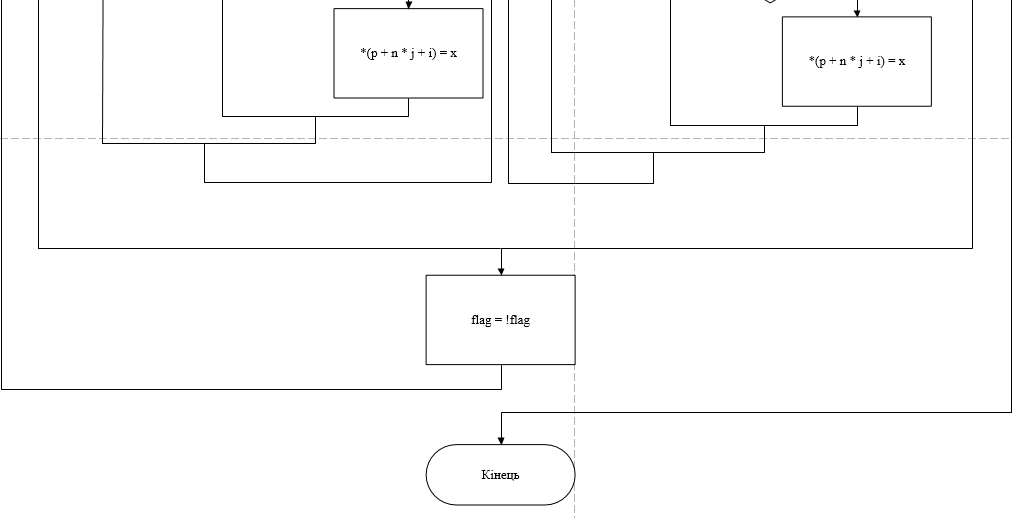 *(p + n * j + i) = x
*(p + n * j + i) = x
flag = !flag
Кінець